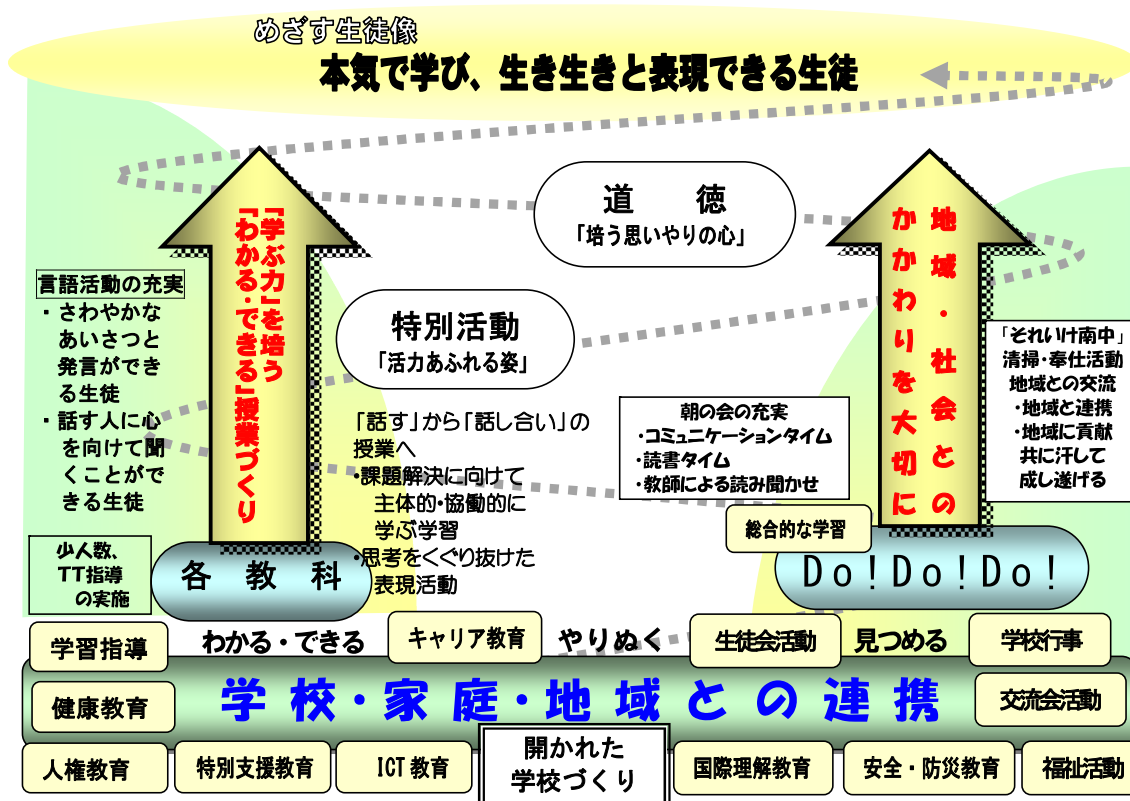 めざす生徒像
本気で学び、生き生きと表現できる生徒
道　徳
「培う思いやりの心」
特別活動
「活力あふれる姿」
『学ぶ力』を培う
『わかる・できる』授業づくり
地域・社会との
かかわりを大切に
言語活動の充実
・さわやかな
あいさつと
発言ができ
る生徒
・話す人に心
を向けて聞
くことがで
きる生徒
「話す」から「話し合い」の
授業へ
・課題解決に向けて
主体的・協働的に
学ぶ学習
・思考をくぐり抜けた
表現活動
朝の会の充実
・コミュニケーションタイム
・読書タイム
・教師による読み聞かせ
「それいけ南中」
清掃・奉仕活動
地域との交流
・地域と連携
・地域に貢献
共に汗して
成し遂げる
少人数、
TT指導
の実施
各　教　科
総合的な学習
Do！Do！Do！
学習指導
わかる・できる
キャリア教育
やりぬく
生徒会活動
見つめる
学校行事
健康教育
学校・家庭・地域との連携
交流会活動
人権教育
特別支援教育
ICT教育
開かれた
学校づくり
国際理解教育
安全・防災教育
福祉活動